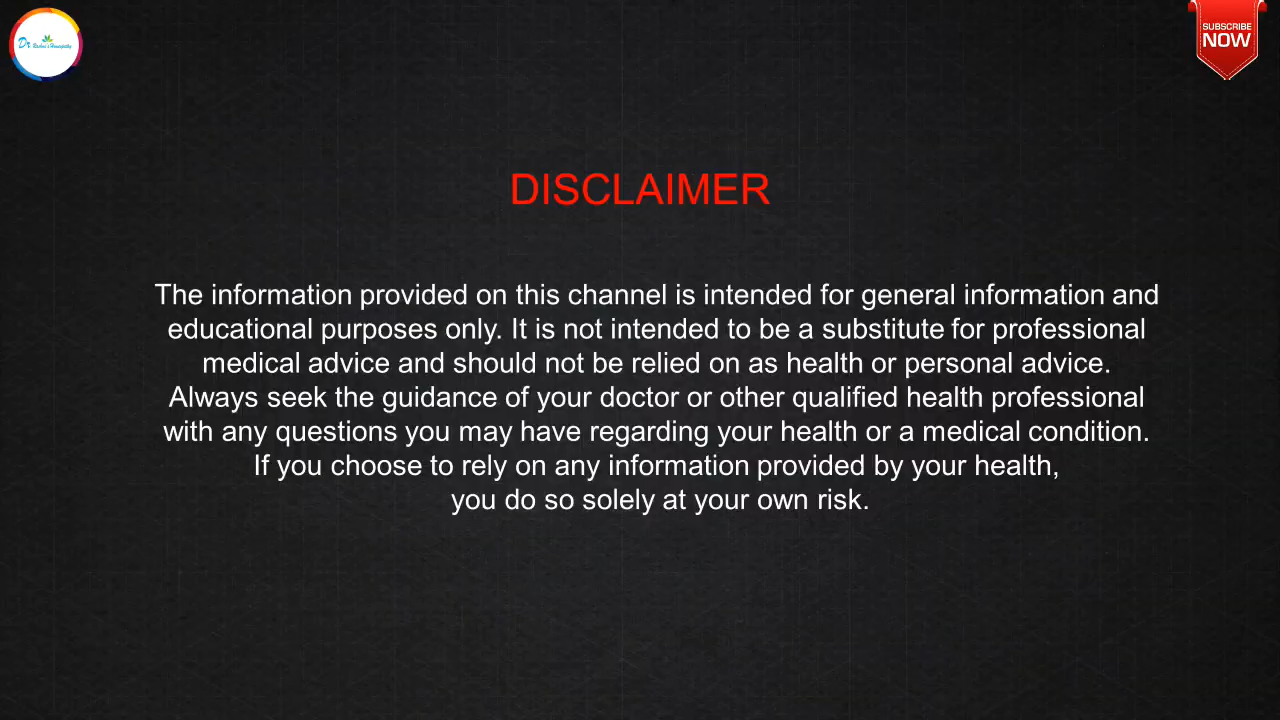 Dr
SUBSCRIBE
NOW
DISCLAIMER
The information provided on this channel is intended for general information and
educational purposes only. It is not intended to be a substitute for professional
medical advice and should not be relied on as health or personal advice.
Always seek the guidance of your doctor or other qualified health professional
with any questions you may have regarding your health or a medical condition.
If you choose to rely on any information provided by your health,
you do so solely at your own risk.